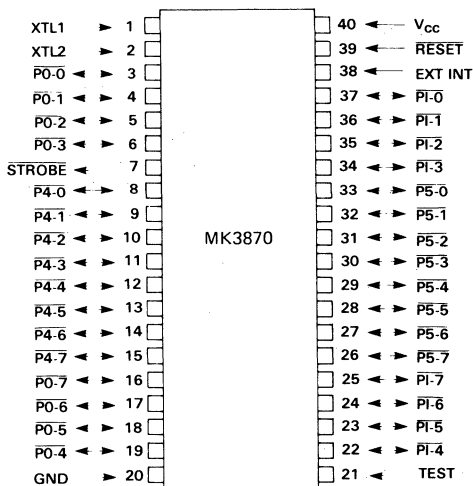 XTL1 1 40 VCC
XTL2 2 39 RESET
P0-0 3 38 EXT INT
P0-1 4 37 PI-0
P0-2 5 36 PI-1
P0-3 6 35 PI-2
STROBE 7 34 PI-3
P4-0 8 33 P5-0
P4-1 9 32 P5-1
P4-2 10 31 P5-2
MK3870
P4-3 11 30 P5-3
P4-4 12 29 P5-4
P4-5 13 28 P5-5
P4-6 14 27 P5-6
P4-7 15 26 P5-7
P0-7 16 25 PI-7
P0-6 17 24 PI-6
P0-5 18 23 PI-5
P0-4 19 22 PI-4
GND 20 21 TEST